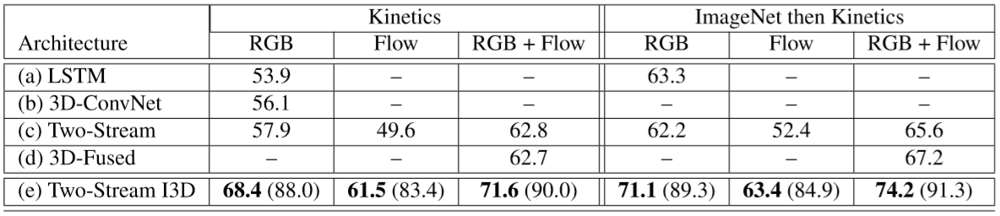 Kinetics ImageNet then Kinetics
Architecture RGB Flow RGB + Flow RGB Flow RGB + Flow
(a) LSTM 53.9 – – 63.3 – –
(b) 3D-ConvNet 56.1 – – – – –
(c) Two-Stream 57.9 49.6 62.8 62.2 52.4 65.6
(d) 3D-Fused – – 62.7 – – 67.2
(e) Two-Stream I3D 68.4 (88.0) 61.5 (83.4) 71.6 (90.0) 71.1 (89.3) 63.4 (84.9) 74.2 (91.3)